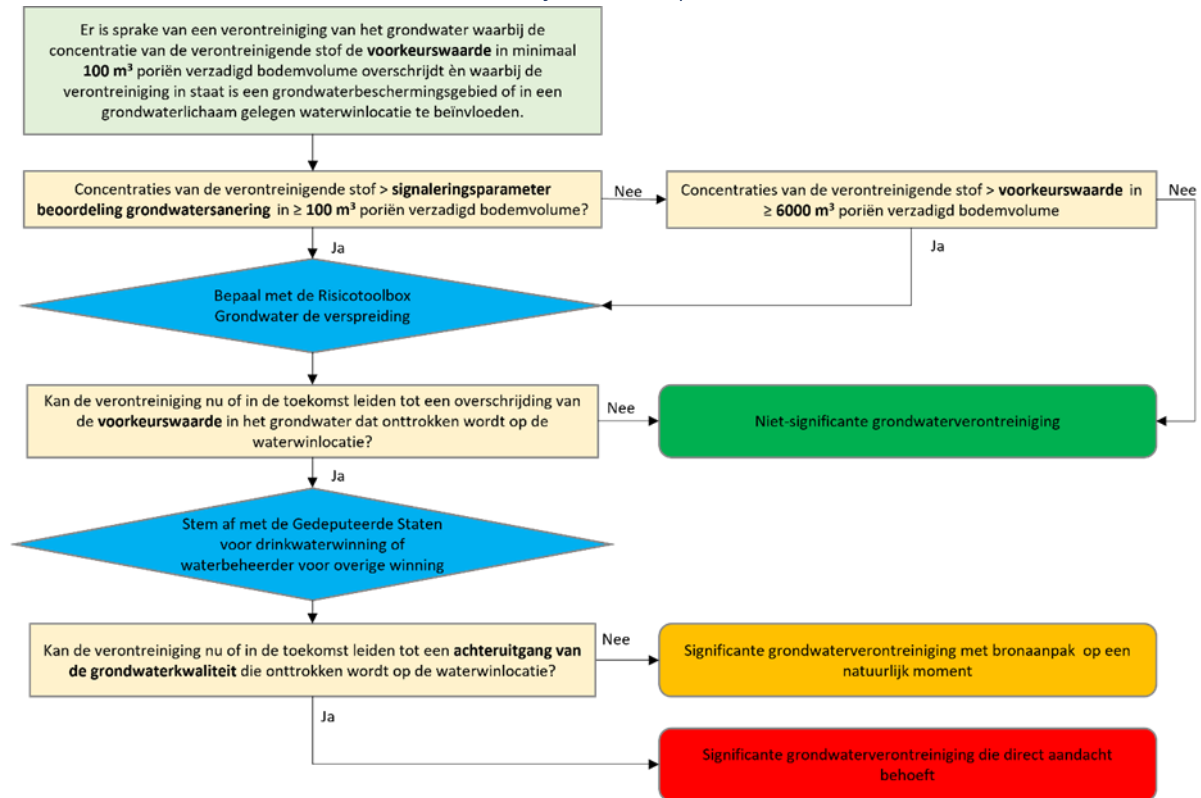 Er is sprake van een verontreiniging van het grondwater waarbij de
concentratie van de verontreinigende stof de voorkeurswaarde in minimaal
100 m³ poriën verzadigd bodemvolume overschrijdt èn waarbij de
verontreiniging in staat is een grondwaterbeschermingsgebied of in een
grondwaterlichaam gelegen waterwinlocatie te beïnvloeden.
Concentraties van de verontreinigende stof > signaleringsparameter
beoordeling grondwatersanering in ≥ 100 m³ poriën verzadigd bodemvolume?
Nee
Concentraties van de verontreinigende stof > voorkeurswaarde in
≥ 6000 m³ poriën verzadigd bodemvolume
Nee
Ja
Ja
Bepaal met de Risicotoolbox
Grondwater de verspreiding
Kan de verontreiniging nu of in de toekomst leiden tot een overschrijding van
de voorkeurswaarde in het grondwater dat onttrokken wordt op de
waterwinlocatie?
Nee
Niet-significante grondwaterverontreiniging
Ja
Stem af met de Gedeputeerde Staten
voor drinkwaterwinning of
waterbeheerder voor overige winning
Kan de verontreiniging nu of in de toekomst leiden tot een achteruitgang van
de grondwaterkwaliteit die onttrokken wordt op de waterwinlocatie?
Nee
Significante grondwaterverontreiniging met bronaanpak op een
natuurlijk moment
Ja
Significante grondwaterverontreiniging die direct aandacht
behoeft